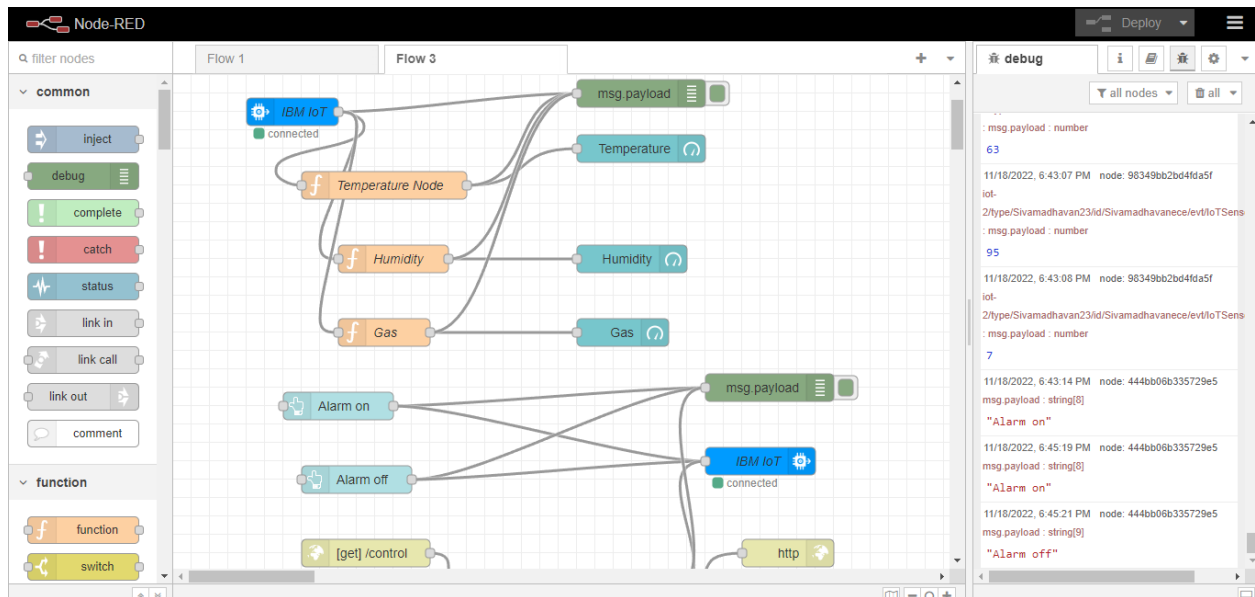 Node-RED
Deploy
filter nodes
common
inject
debug
complete
catch
status
link in
link call
link out
comment
function
function
switch
Flow 1
Flow 3
IBM IoT
connected
msg.payload
Temperature
Temperature Node
Humidity
Humidity
Gas
Gas
Alarm on
msg.payload
IBM IoT
connected
Alarm off
[get] /control
http
debug
all nodes
all
: msg.payload : number
63
11/18/2022, 6:43:07 PM node: 98349bb2bd4fda5f
iot-
2/type/Sivamadhavan23/id/Sivamadhavanece/evt/IoTSens
: msg.payload : number
95
11/18/2022, 6:43:08 PM node: 98349bb2bd4fda5f
iot-
2/type/Sivamadhavan23/id/Sivamadhavanece/evt/IoTSens
: msg.payload : number
7
11/18/2022, 6:43:14 PM node: 444bb06b335729e5
msg.payload : string[8]
"Alarm on"
11/18/2022, 6:45:19 PM node: 444bb06b335729e5
msg.payload : string[8]
"Alarm on"
11/18/2022, 6:45:21 PM node: 444bb06b335729e5
msg.payload : string[9]
"Alarm off"